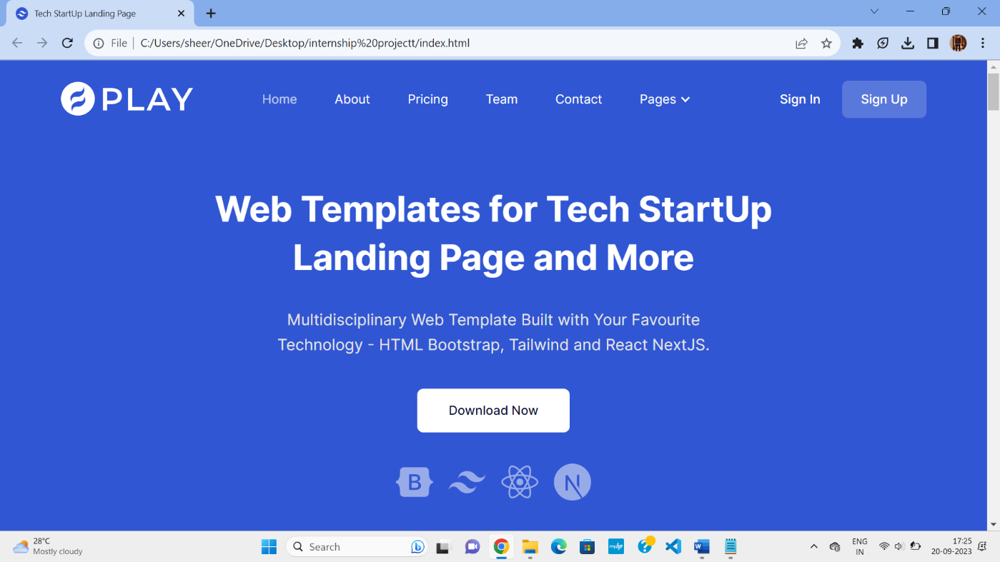 Tech StartUp Landing Page
File C:/Users/sheer/OneDrive/Desktop/internship%20projectt/index.html
PLAY Home About Pricing Team Contact Pages Sign In Sign Up
Web Templates for Tech StartUp
Landing Page and More
Multidisciplinary Web Template Built with Your Favourite
Technology - HTML Bootstrap, Tailwind and React NextJS.
Download Now
B N
28°C
Mostly cloudy
Search
myhp
ENG
IN
17:25
20-09-2023